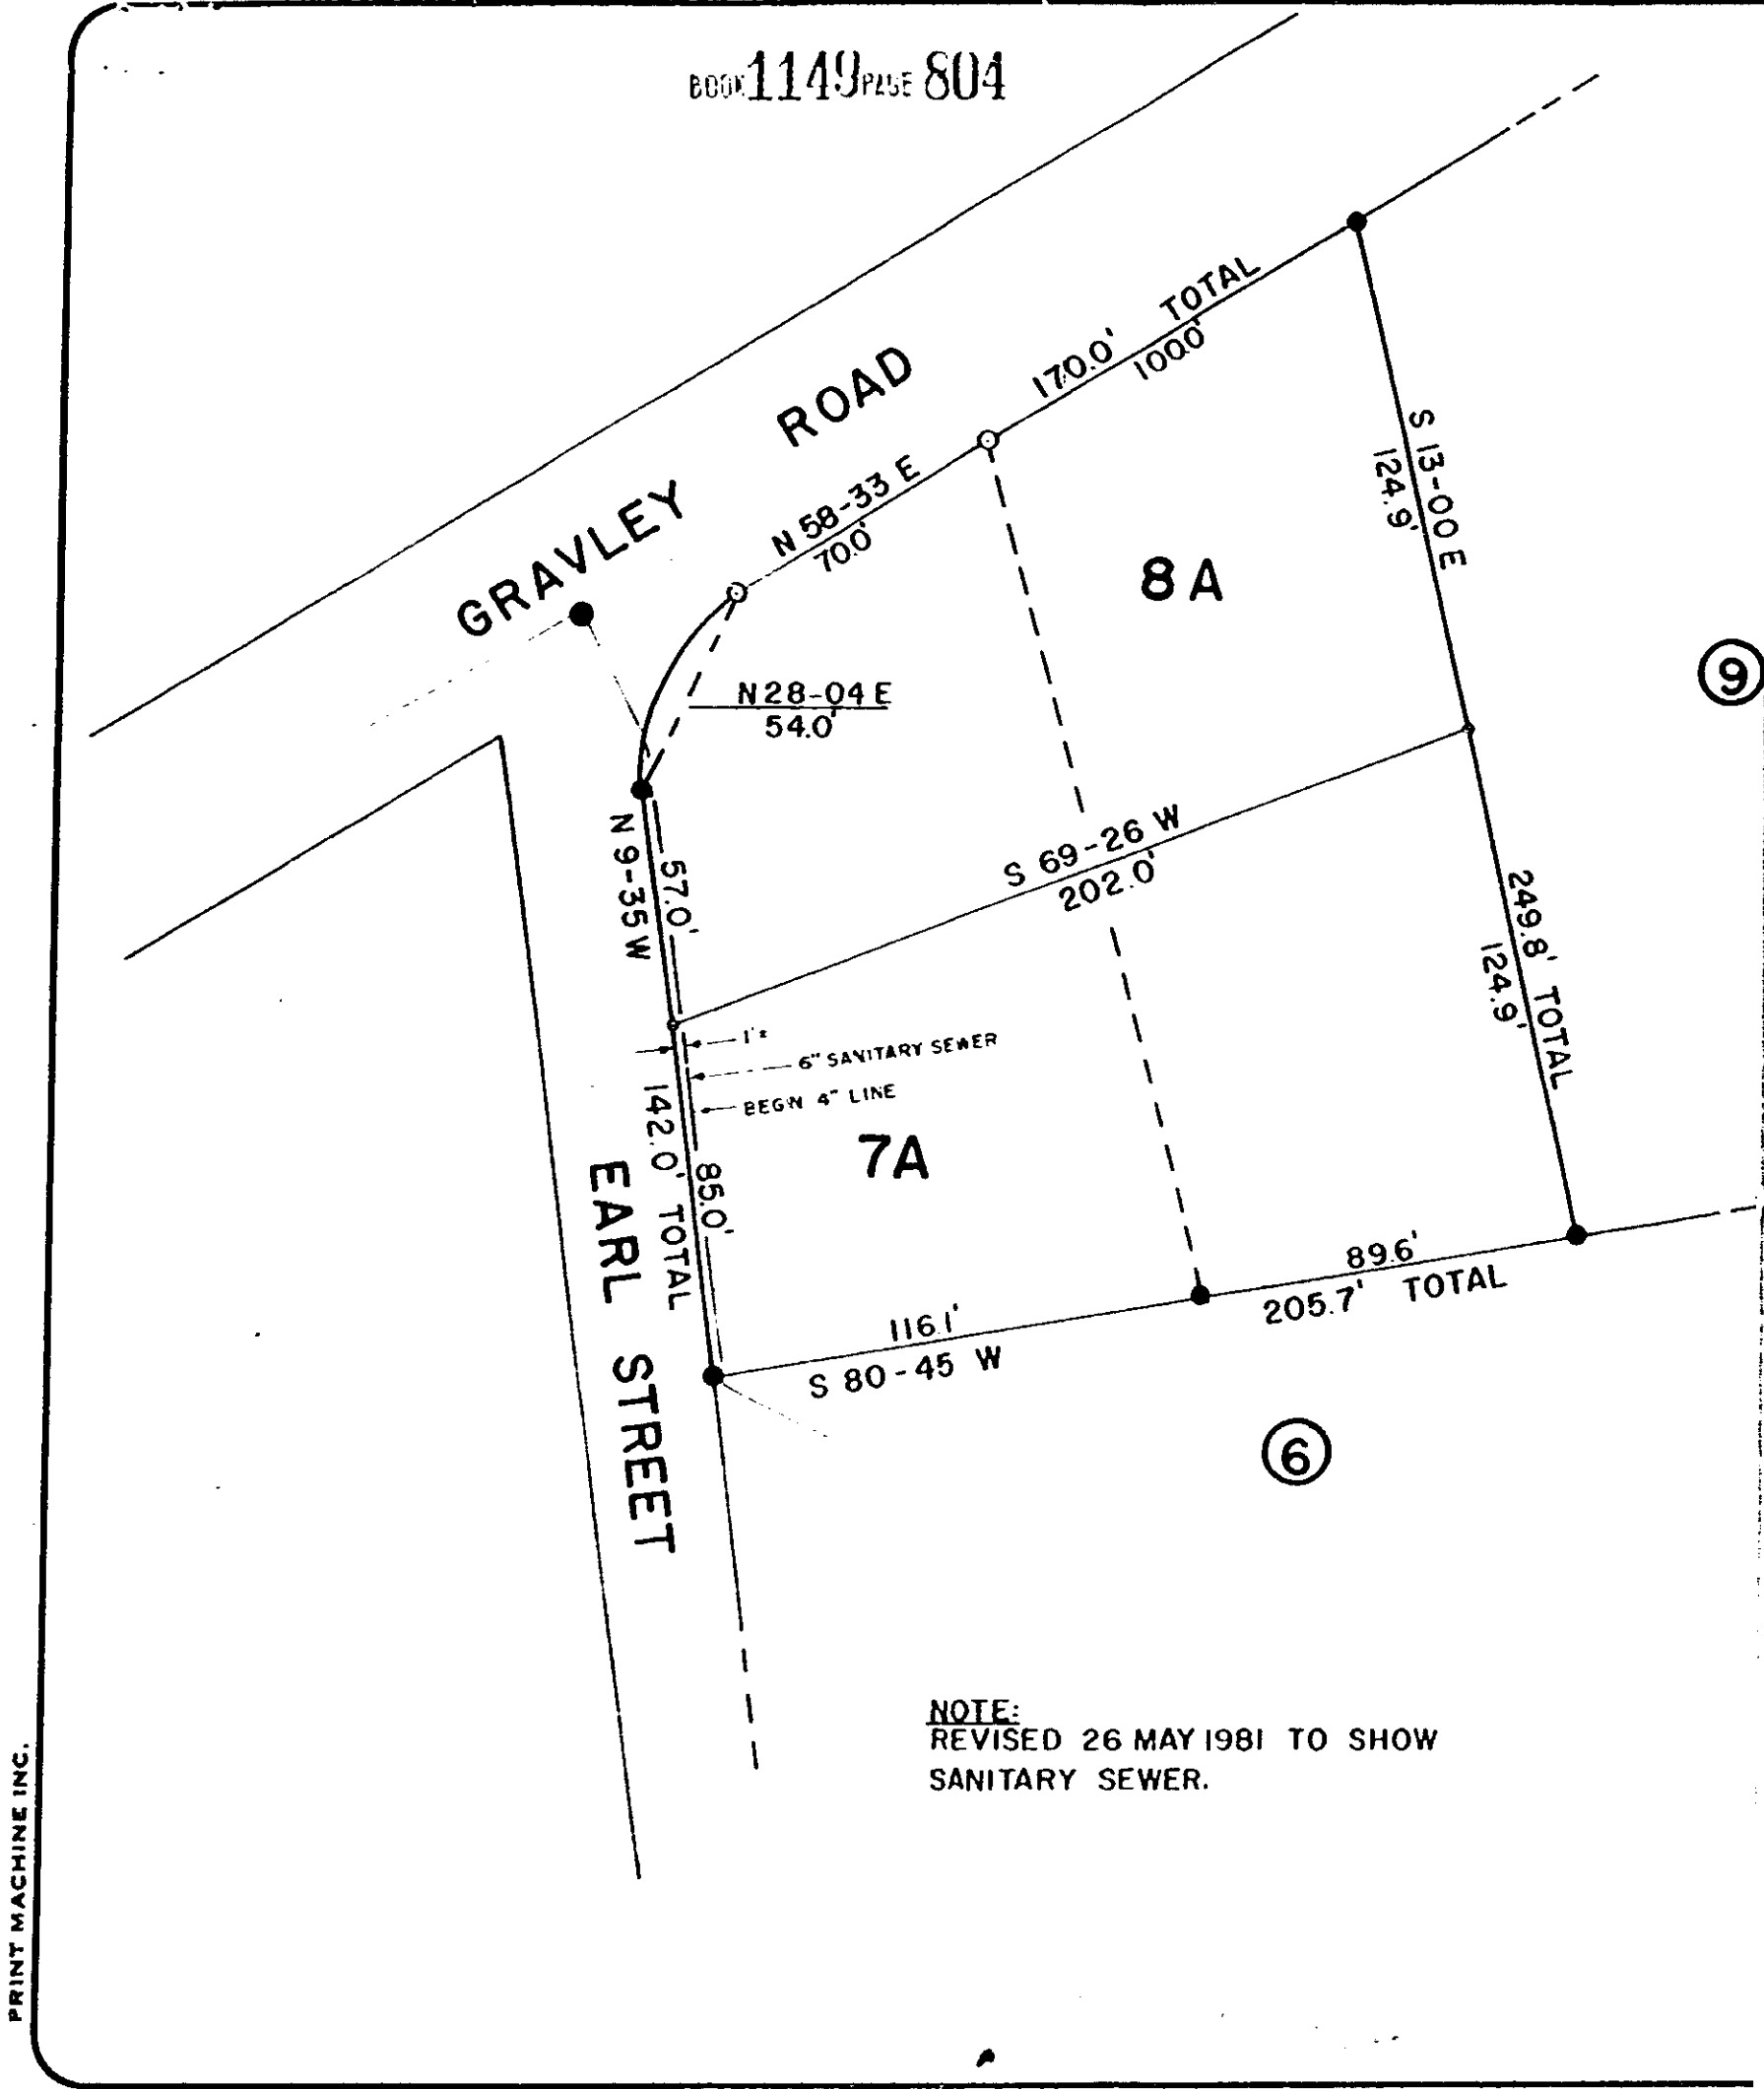 BOOK 1149 PAGE 804
GRAVLEY ROAD
170.0' TOTAL
100.0'
N 58-33 E
70.0'
S 13-00 E
124.9'
8 A
9
N 28-04 E
54.0'
N 9-35 W
57.0'
S 69-26 W
202.0'
249.8' TOTAL
124.9'
1'±
6" SANITARY SEWER
BEGIN 4" LINE
142.0' TOTAL
85.0'
7A
EARL STREET
89.6'
205.7' TOTAL
116.1'
S 80-45 W
6
NOTE:
REVISED 26 MAY 1981 TO SHOW
SANITARY SEWER.
PRINT MACHINE INC.